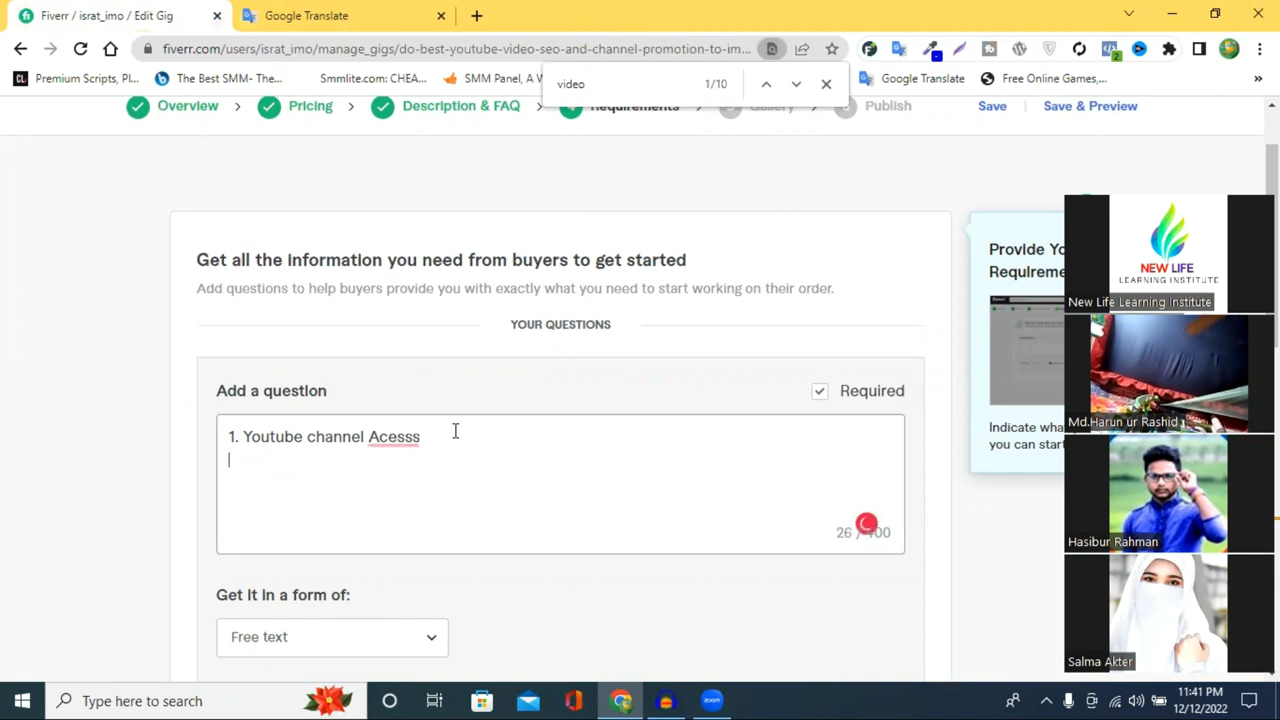 Fiverr / israt_imo / Edit Gig
Google Translate
fiverr.com/users/israt_imo/manage_gigs/do-best-youtube-video-seo-and-channel-promotion-to-im...
2
Premium Scripts, Pl...
The Best SMM- The...
Smmlite.com: CHEA...
SMM Panel, A W
video
1/10
Google Translate
Free Online Games,...
Overview
Pricing
Description & FAQ
Requirements
Gallery
Publish
Save
Save & Preview
Get all the information you need from buyers to get started
Add questions to help buyers provide you with exactly what you need to start working on their order.
YOUR QUESTIONS
Add a question
Required
1. Youtube channel Acesss
26 / 400
Get it in a form of:
Free text
Provide Yo
Requireme
Indicate wha
you can star
NEW LIFE
LEARNING INSTITUTE
New Life Learning Institute
Md.Harun ur Rashid
Hasibur Rahman
Salma Akter
Type here to search
zoom
11:41 PM
12/12/2022